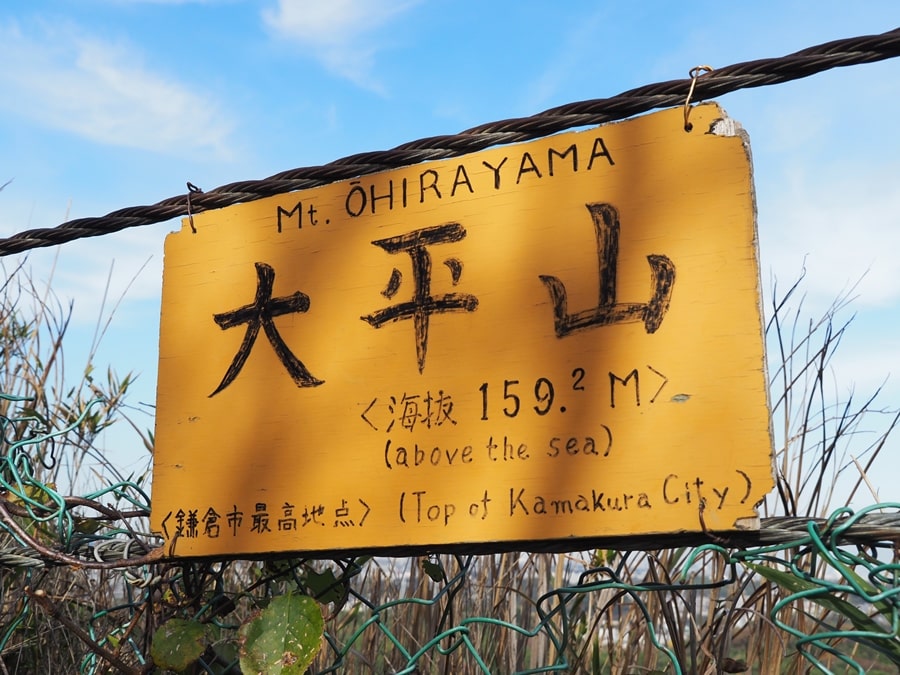 Mt. ŌHIRAYAMA
大平山
〈海抜 159.² M〉
(above the sea)
〈鎌倉市最高地点〉 (Top of Kamakura City)